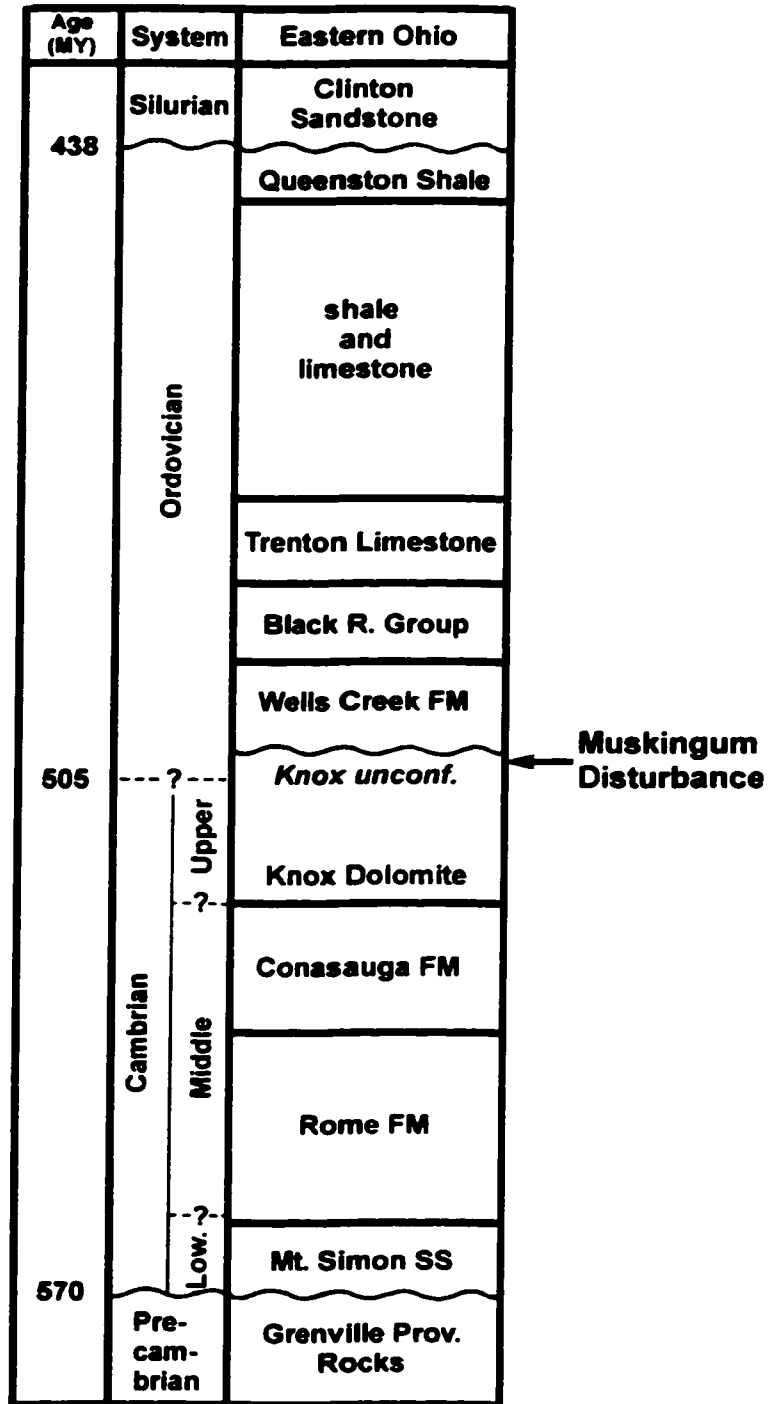 Age
(MY)
System
Eastern Ohio
Silurian
Clinton
Sandstone
438
Queenston Shale
shale
and
limestone
Ordovician
Trenton Limestone
Black R. Group
Wells Creek FM
Muskingum
Disturbance
505
?
Knox unconf.
Upper
Knox Dolomite
?
Conasauga FM
Cambrian
Middle
Rome FM
?
Low.
Mt. Simon SS
570
Pre-
cam-
brian
Grenville Prov.
Rocks